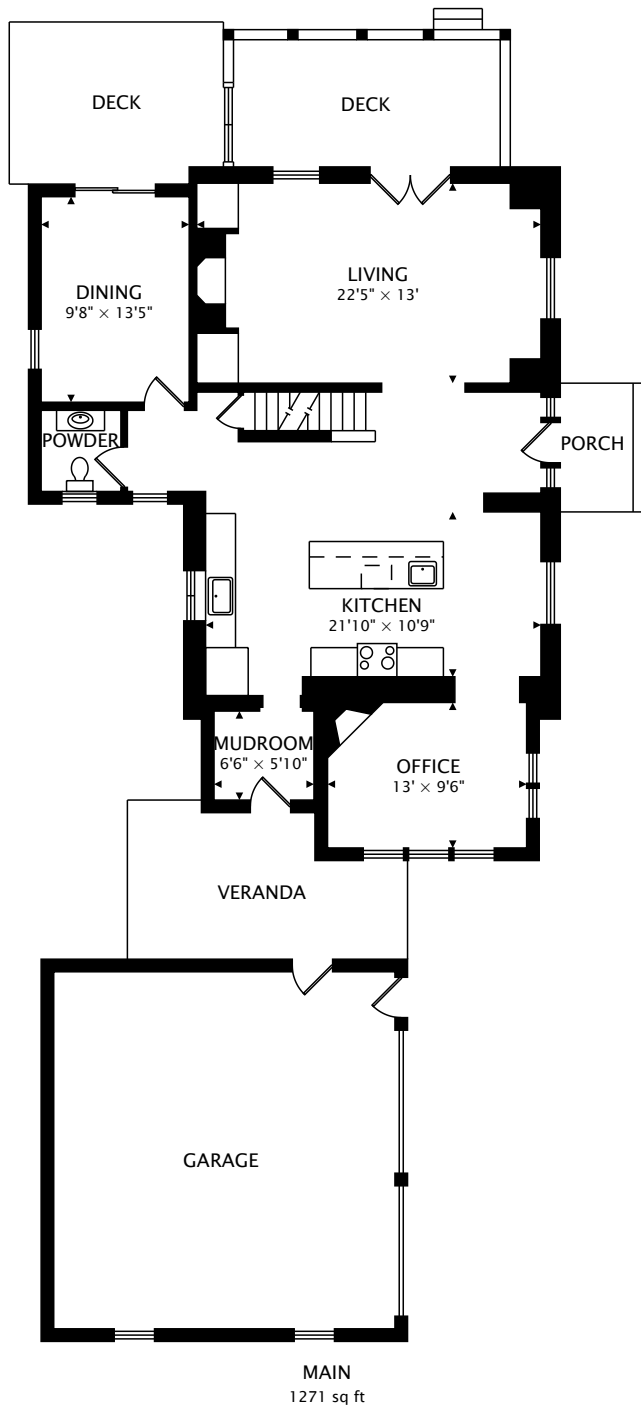 DECK
DECK
LIVING
22'5" × 13'
DINING
9'8" × 13'5"
POWDER
PORCH
KITCHEN
21'10" × 10'9"
MUDROOM
6'6" × 5'10"
OFFICE
13' × 9'6"
VERANDA
GARAGE
MAIN
1271 sq ft